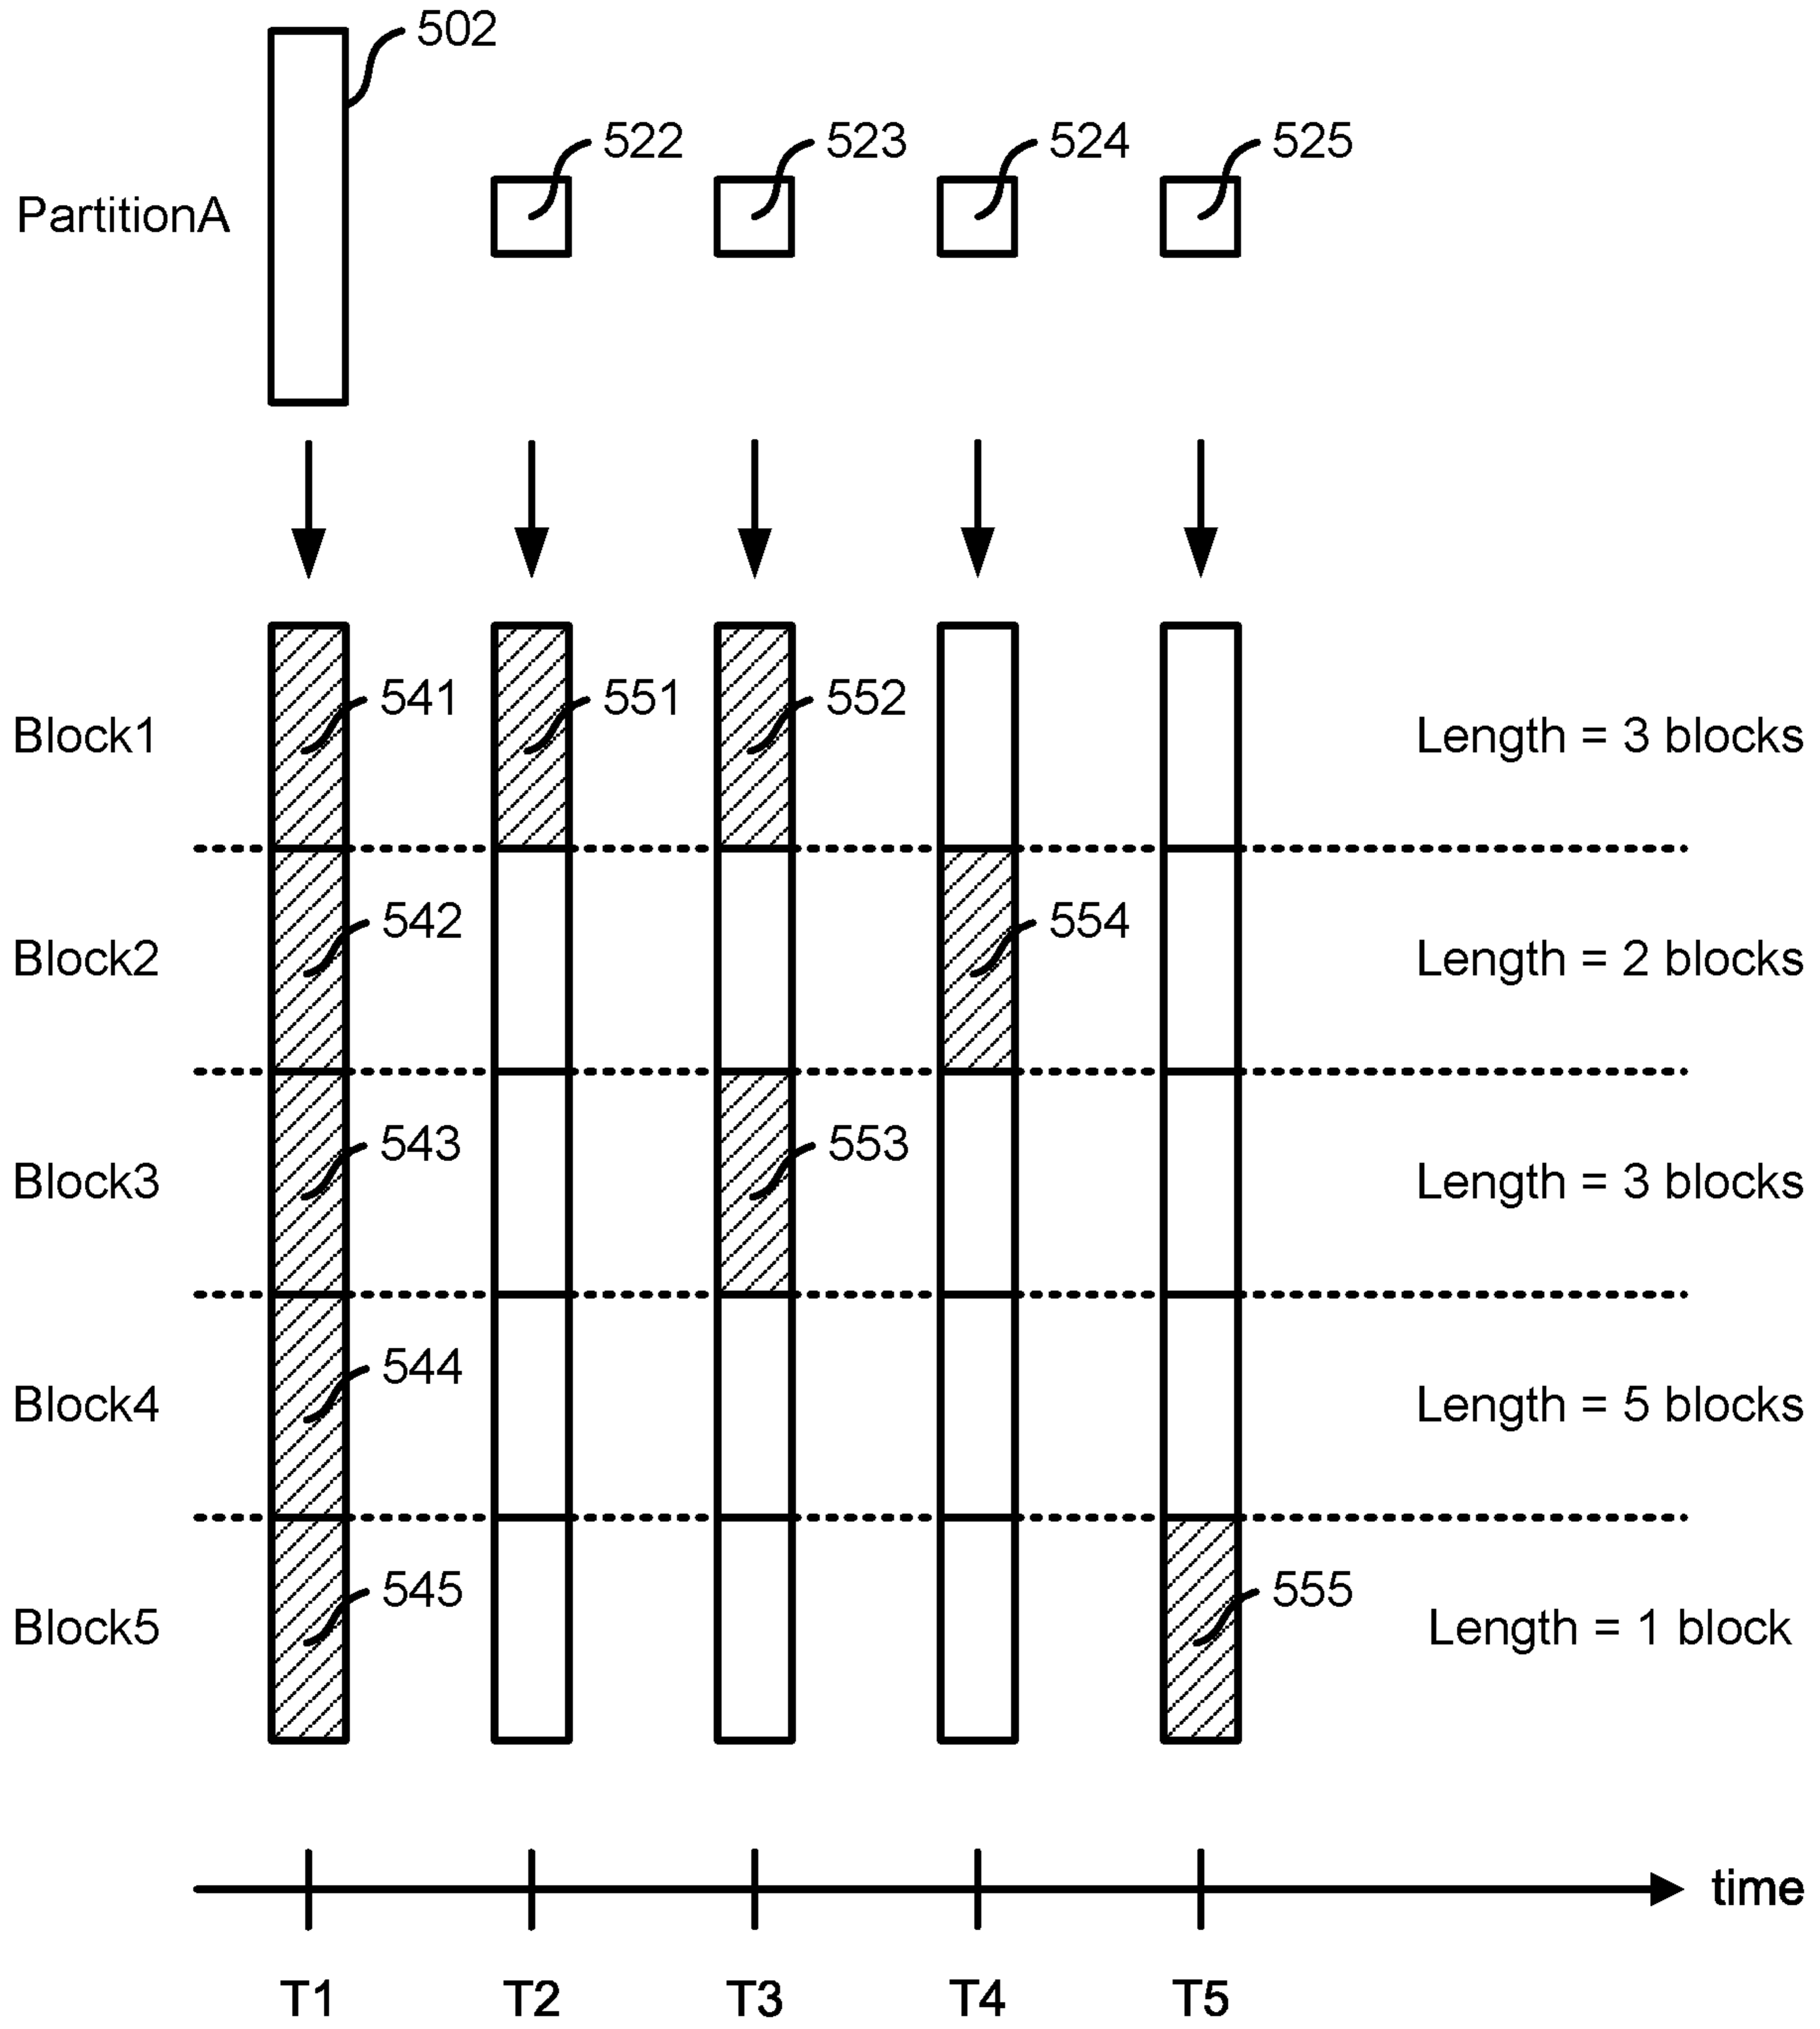 502
522 523 524 525
PartitionA
541 551 552
Block1 Length = 3 blocks
542 554
Block2 Length = 2 blocks
543 553
Block3 Length = 3 blocks
544
Block4 Length = 5 blocks
545 555
Block5 Length = 1 block
time
T1 T2 T3 T4 T5